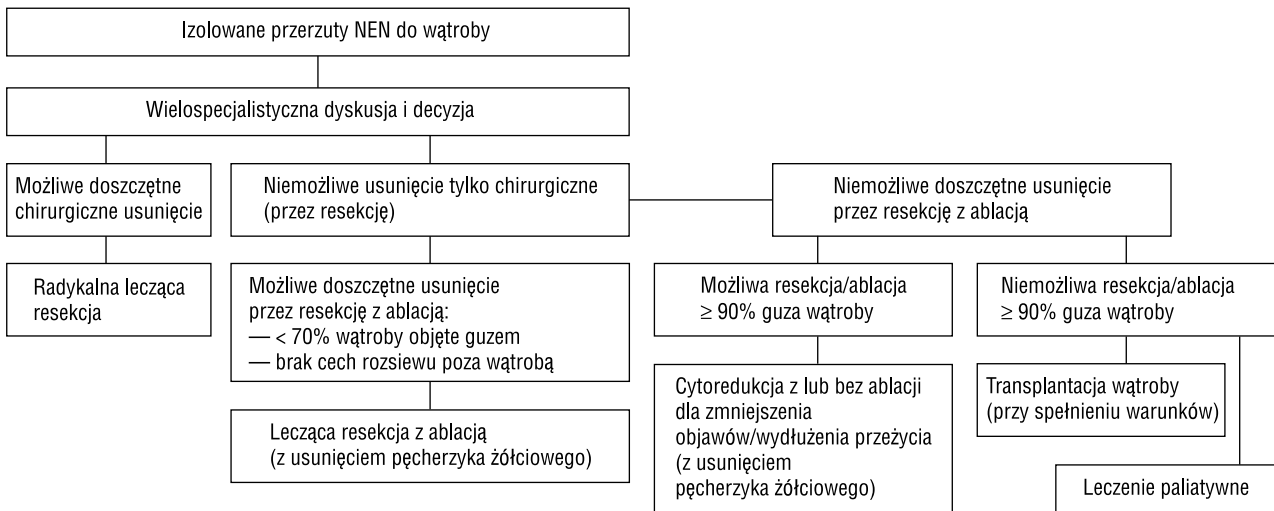 Izolowane przerzuty NEN do wątroby
Wielospecjalistyczna dyskusja i decyzja
Możliwe doszczętne
chirurgiczne usunięcie
Niemożliwe usunięcie tylko chirurgiczne
(przez resekcję)
Niemożliwe doszczętne usunięcie
przez resekcję z ablacją
Radykalna lecząca
resekcja
Możliwe doszczętne usunięcie
przez resekcję z ablacją:
— < 70% wątroby objęte guzem
— brak cech rozsiewu poza wątrobą
Możliwa resekcja/ablacja
≥ 90% guza wątroby
Niemożliwa resekcja/ablacja
≥ 90% guza wątroby
Lecząca resekcja z ablacją
(z usunięciem pęcherzyka żółciowego)
Cytoredukcja z lub bez ablacji
dla zmniejszenia
objawów/wydłużenia przeżycia
(z usunięciem
pęcherzyka żółciowego)
Transplantacja wątroby
(przy spełnieniu warunków)
Leczenie paliatywne